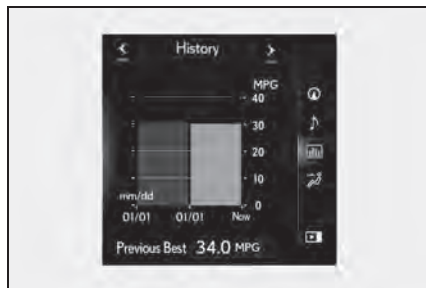 History
MPG
40
30
20
10
0
mm/dd
01/01 01/01 Now
Previous Best 34.0 MPG